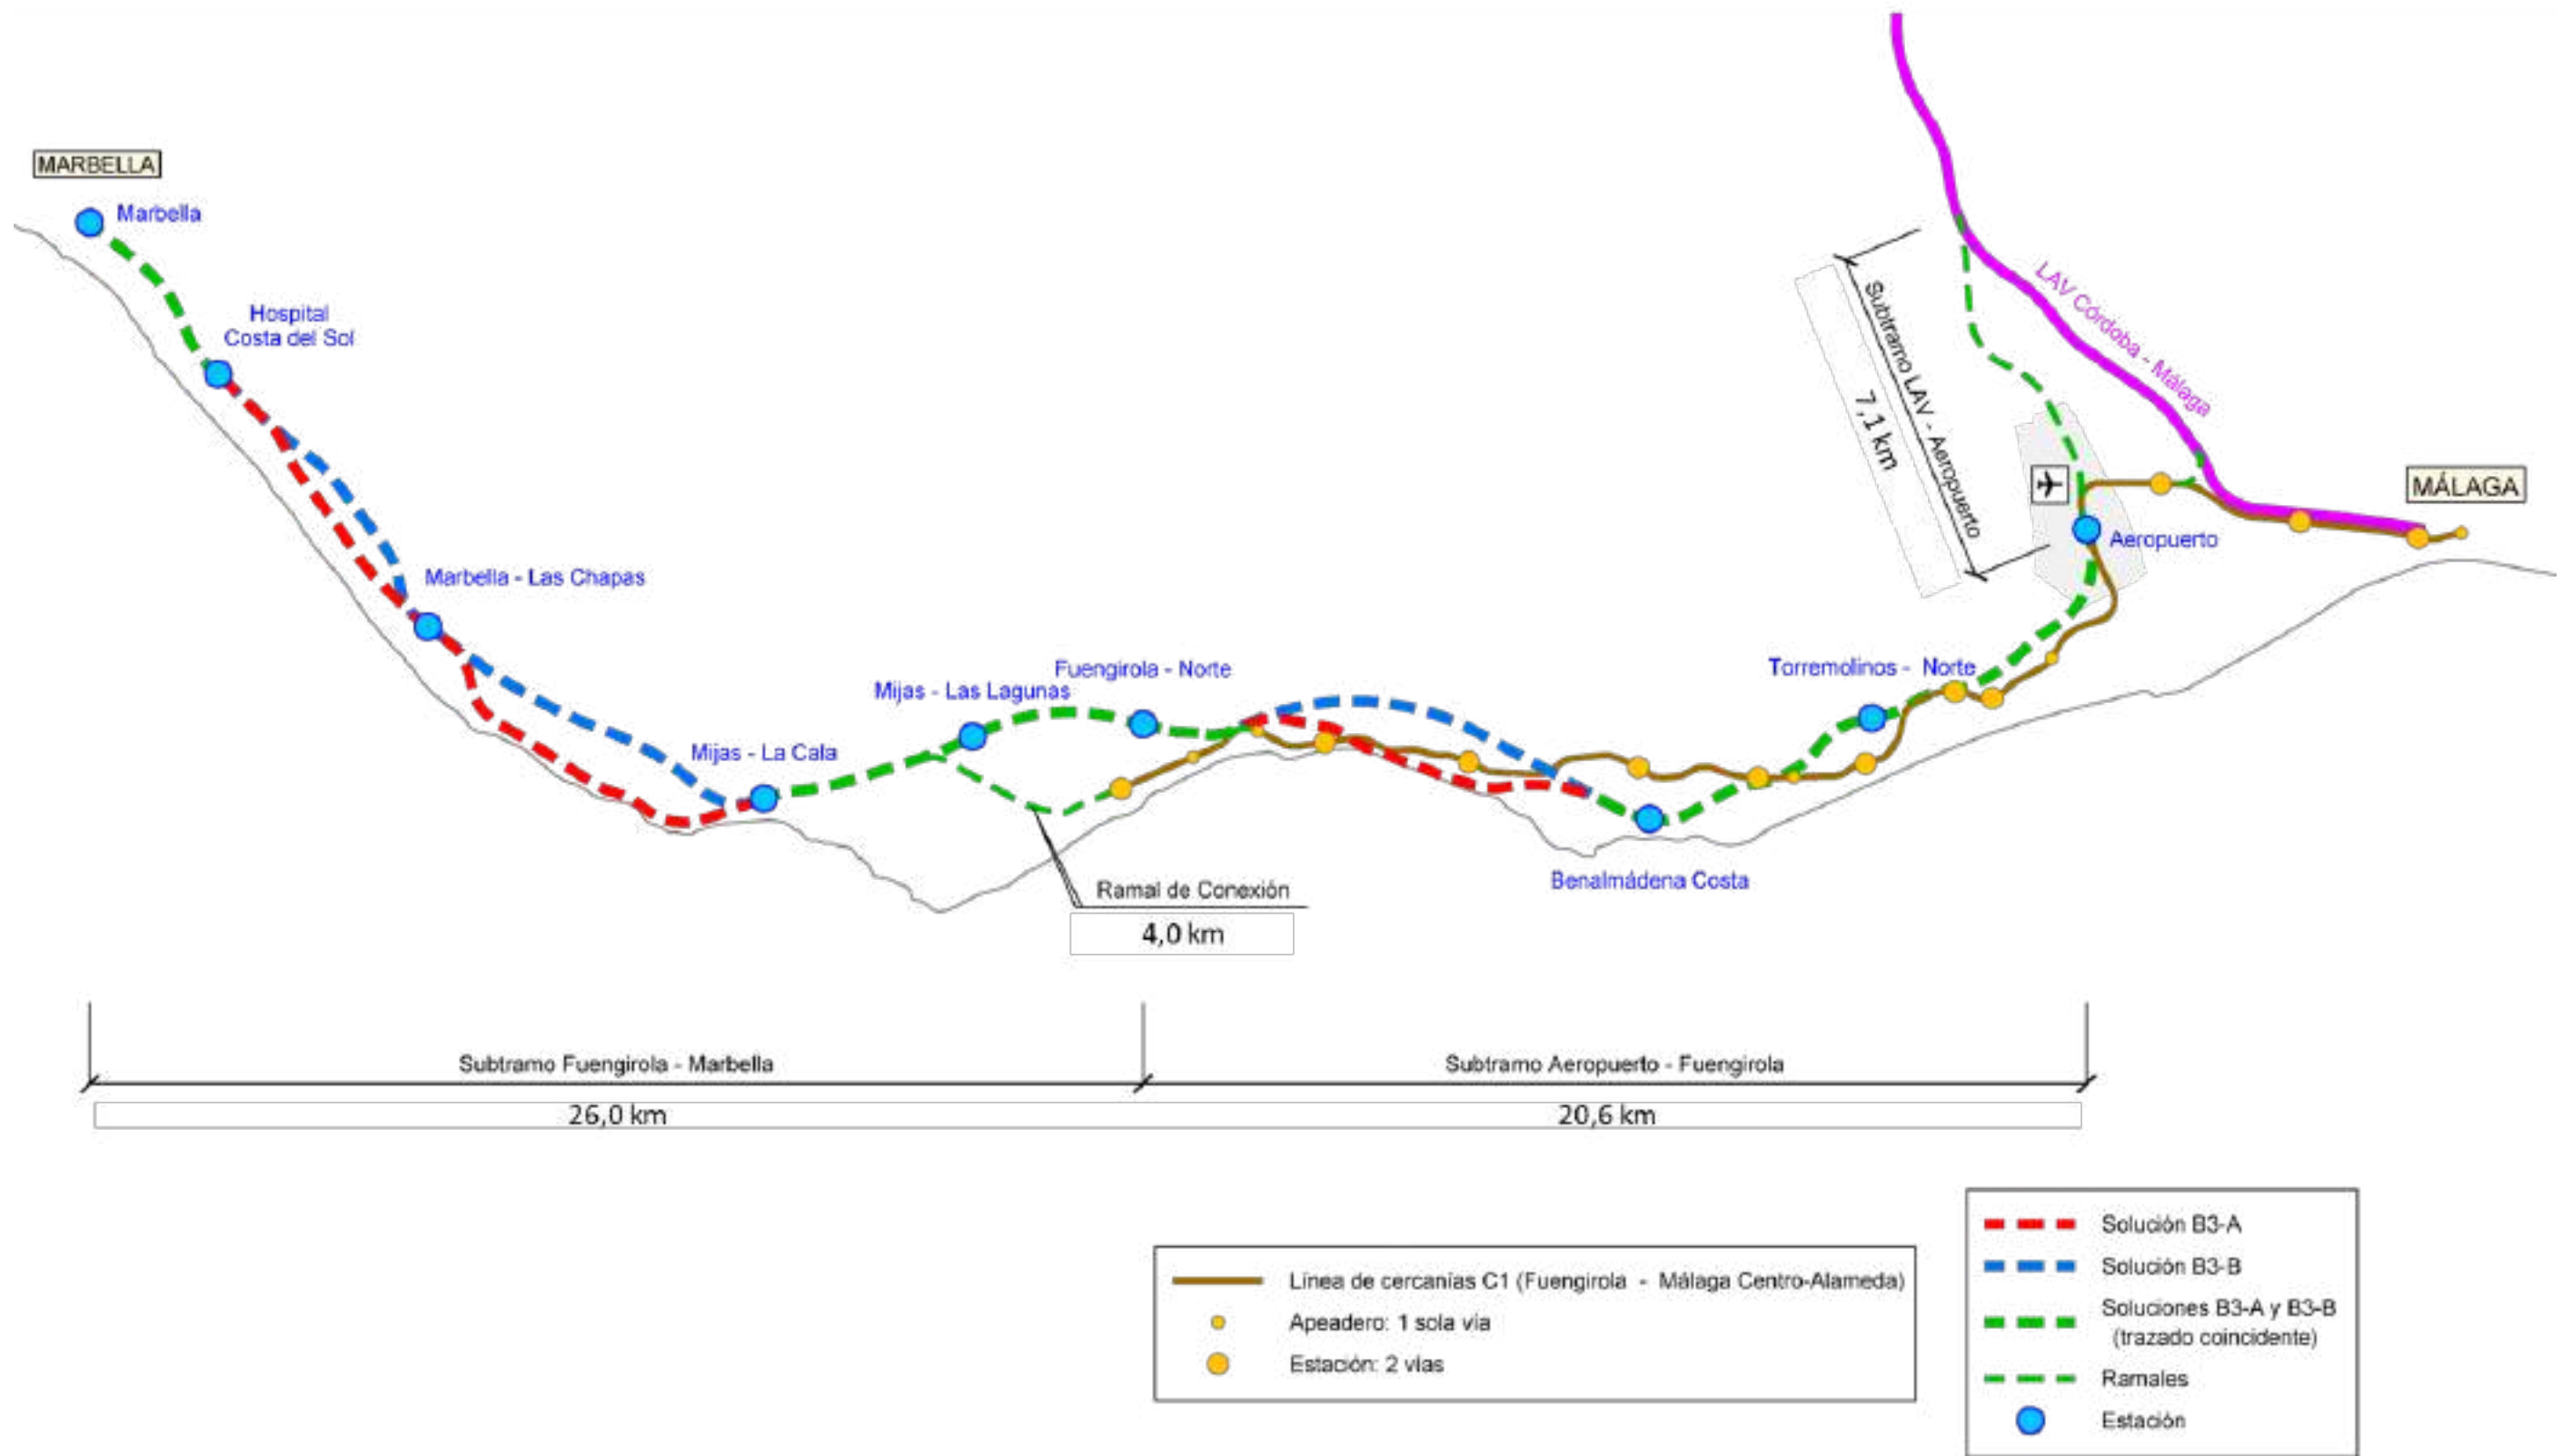 MARBELLA
Marbella
Hospital
Costa del Sol
Marbella - Las Chapas
Mijas - La Cala
Mijas - Las Lagunas
Fuengirola - Norte
Torremolinos - Norte
Benalmádena Costa
Aeropuerto
MÁLAGA
LAV Córdoba - Málaga
Subtramo LAV - Aeropuerto
7,1 km
Ramal de Conexión
4,0 km
Subtramo Fuengirola - Marbella
26,0 km
Subtramo Aeropuerto - Fuengirola
20,6 km
Línea de cercanías C1 (Fuengirola - Málaga Centro-Alameda)
Apeadero: 1 sola vía
Estación: 2 vías
Solución B3-A
Solución B3-B
Soluciones B3-A y B3-B
(trazado coincidente)
Ramales
Estación